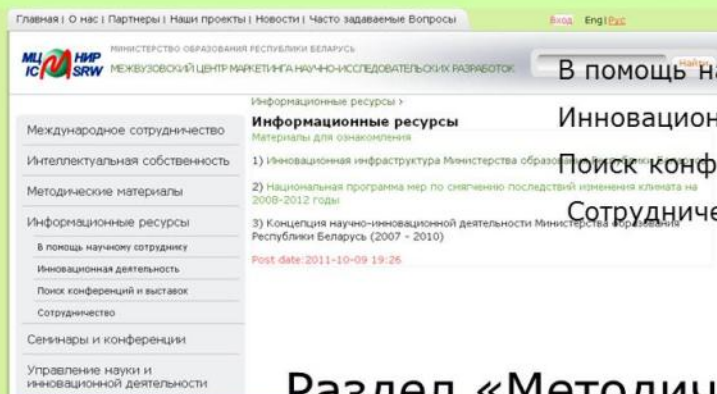 Главная | О нас | Партнеры | Наши проекты | Новости | Часто задаваемые Вопросы
Вход Engl|Рус
МЦ НИР
IC SRW
МИНИСТЕРСТВО ОБРАЗОВАНИЯ РЕСПУБЛИКИ БЕЛАРУСЬ
МЕЖВУЗОВСКИЙ ЦЕНТР МАРКЕТИНГА НАУЧНО-ИССЛЕДОВАТЕЛЬСКИХ РАЗРАБОТОК
Найти
В помощь на
Инновацион
Поиск конф
Сотрудниче
Международное сотрудничество
Интеллектуальная собственность
Методические материалы
Информационные ресурсы
В помощь научному сотруднику
Инновационная деятельность
Поиск конференций и выставок
Сотрудничество
Семинары и конференции
Управление науки и
инновационной деятельности
Информационные ресурсы ›
Информационные ресурсы
Материалы для ознакомления
1) Инновационная инфраструктура Министерства образования Республики Беларусь
2) Национальная программа мер по смягчению последствий изменения климата на
2008-2012 годы
3) Концепция научно-инновационной деятельности Министерства образования
Республики Беларусь (2007 - 2010)
Post date:2011-10-09 19:26
Раздел «Методич